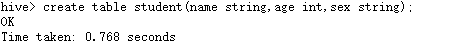 hive> create table student(name string,age int,sex string);
OK
Time taken: 0.768 seconds